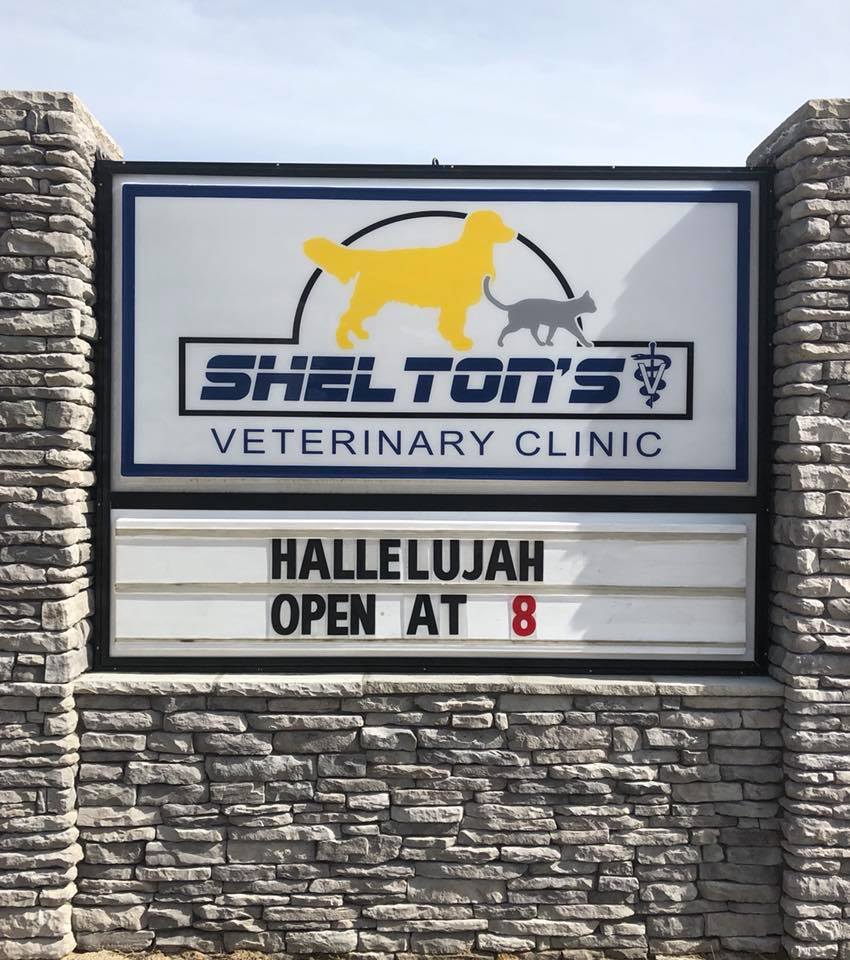 SHELTON'S V
VETERINARY CLINIC
HALLELUJAH
OPEN AT 8